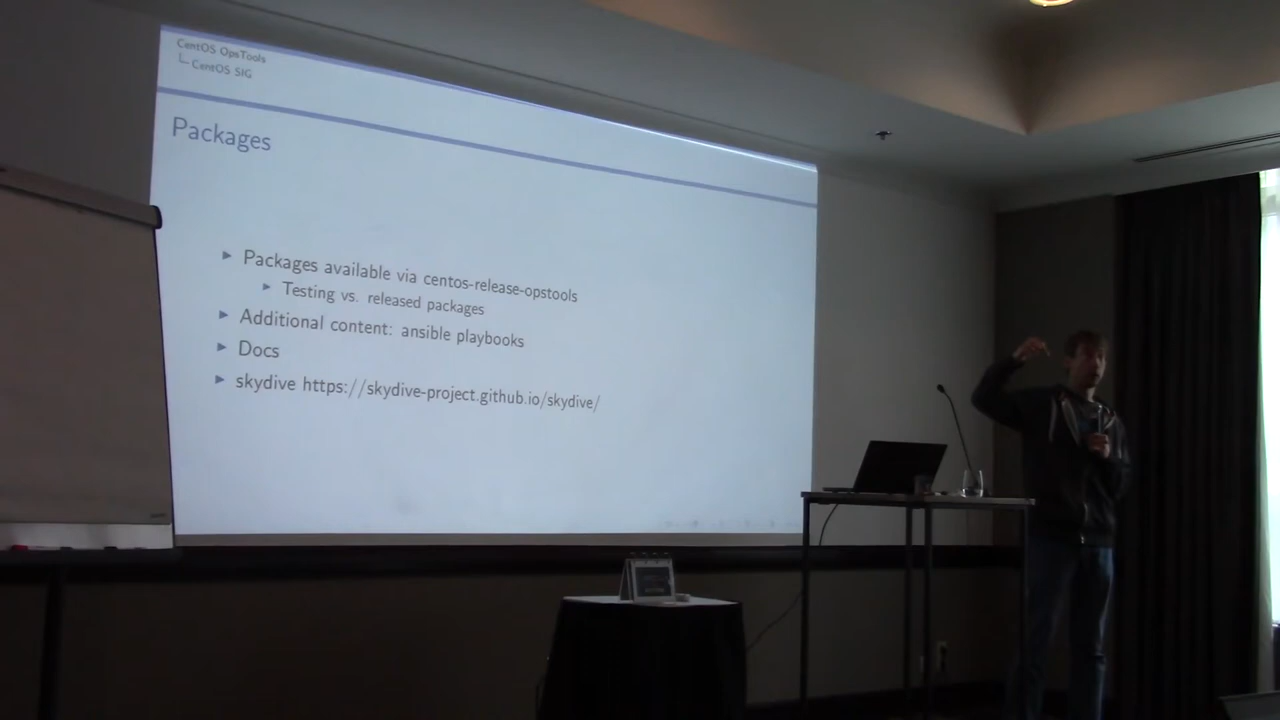 CentOS OpsTools
CentOS SIG
Packages
Packages available via centos-release-opstools
Testing vs. released packages
Additional content: ansible playbooks
Docs
skydive https://skydive-project.github.io/skydive/